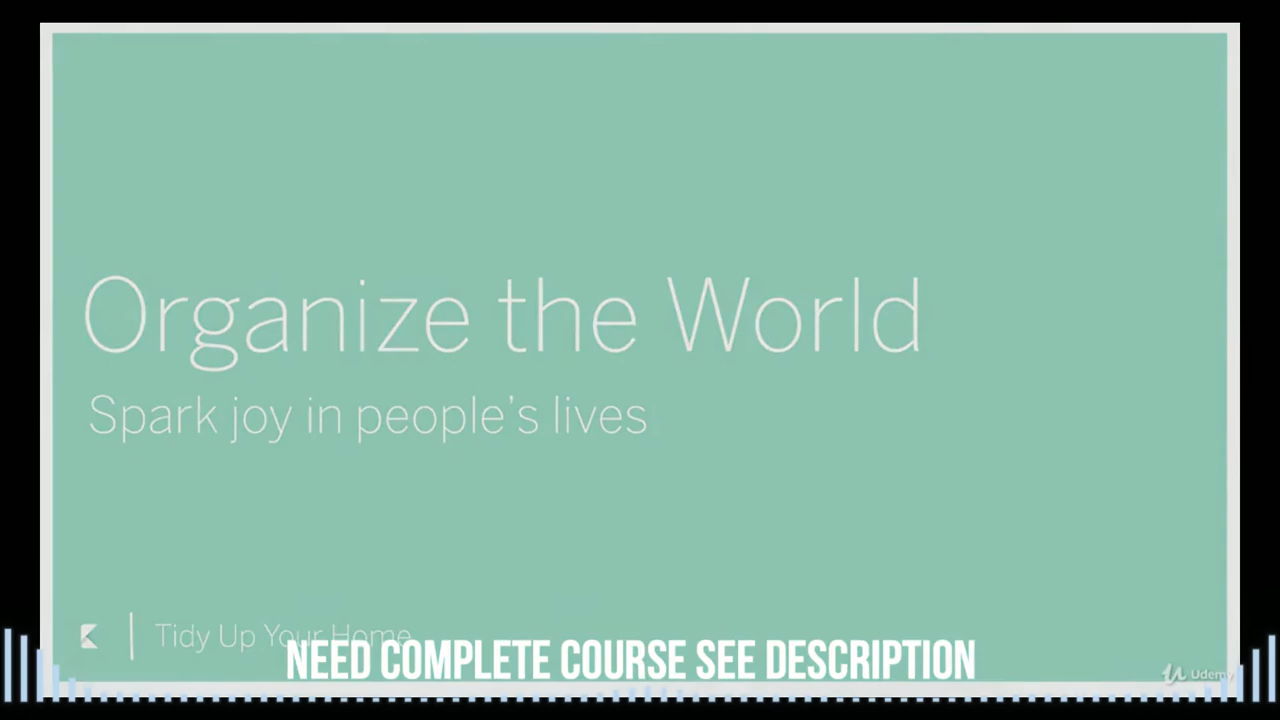 Organize the World
Spark joy in people's lives
Tidy Up Your Home
NEED COMPLETE COURSE SEE DESCRIPTION
Udemy